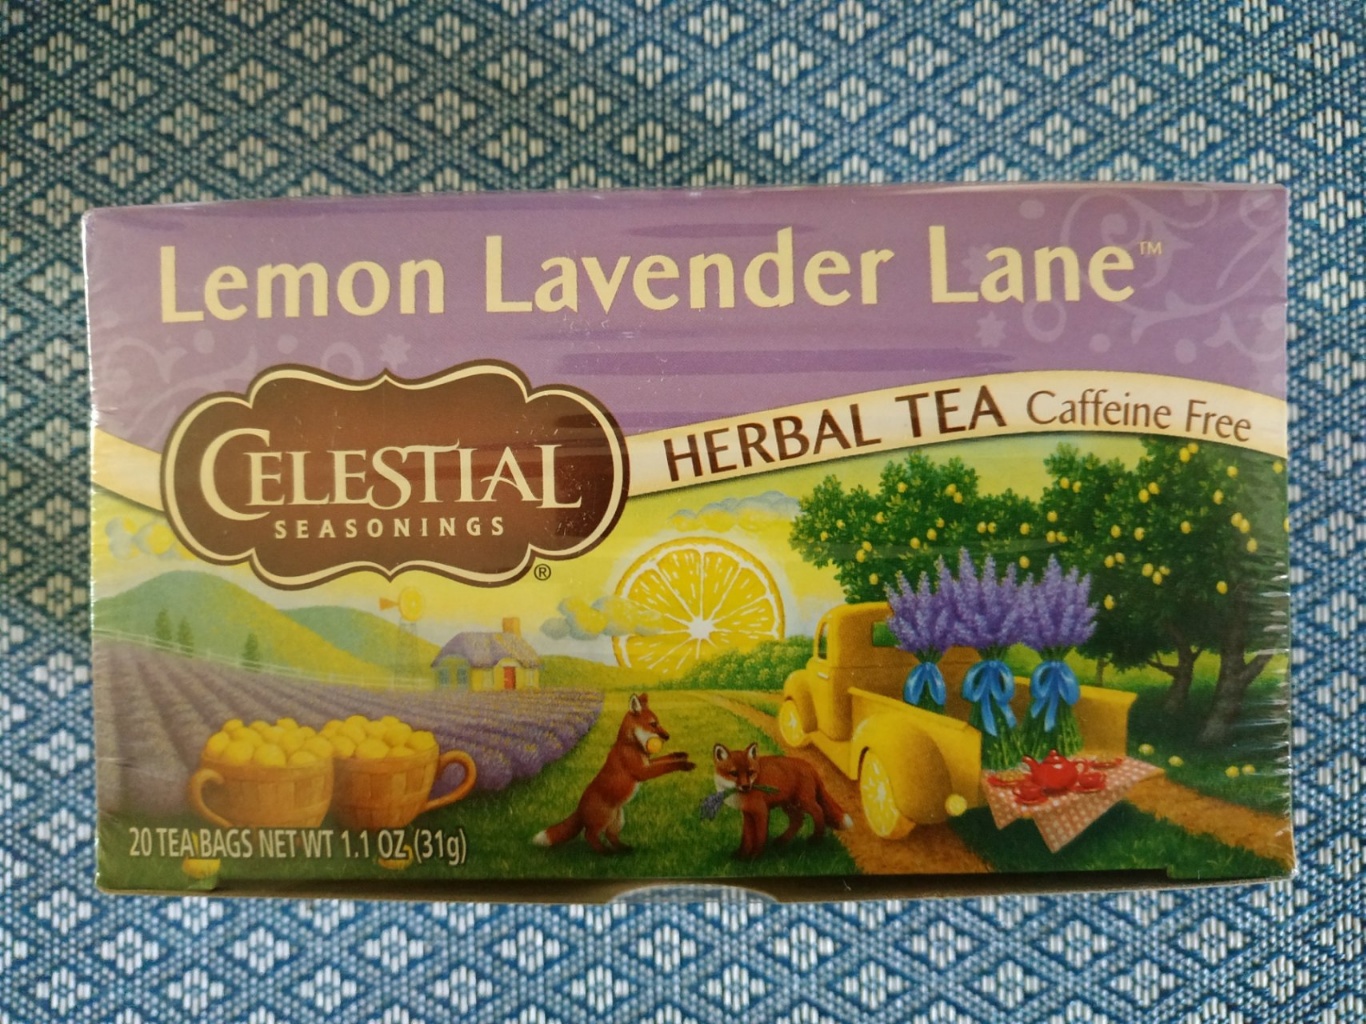 Lemon Lavender Lane™
CELESTIAL
SEASONINGS
®
HERBAL TEA Caffeine Free
20 TEA BAGS NET WT 1.1 OZ (31g)